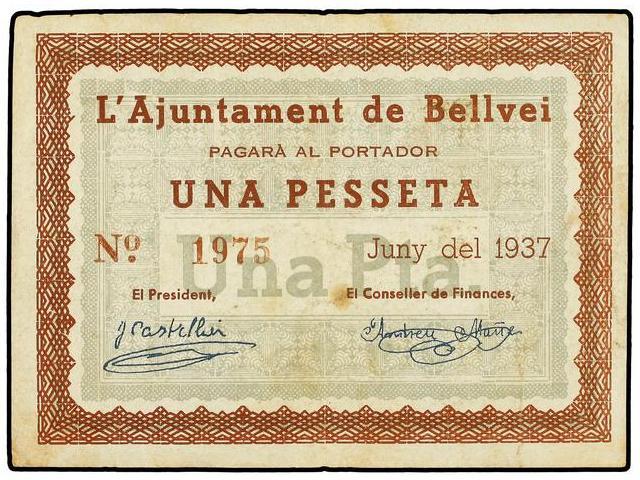 L'Ajuntament de Bellvei
PAGARÀ AL PORTADOR
UNA PESSETA
Nº 1975 Juny del 1937
Una Pta.
El President, El Conseller de Finances,